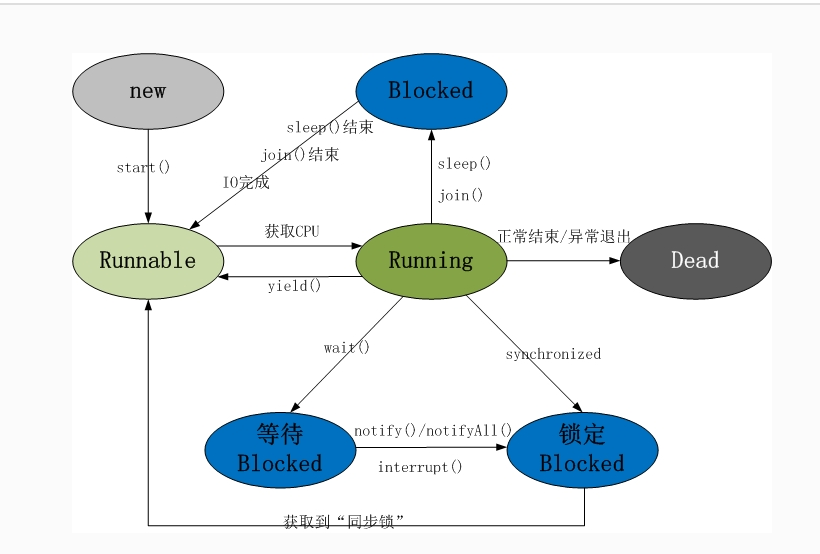 new
Blocked
sleep()结束
join()结束
IO完成
start()
sleep()
join()
获取CPU
正常结束/异常退出
Runnable
Running
Dead
yield()
wait()
synchronized
等待
Blocked
notify()/notifyAll()
interrupt()
锁定
Blocked
获取到“同步锁”